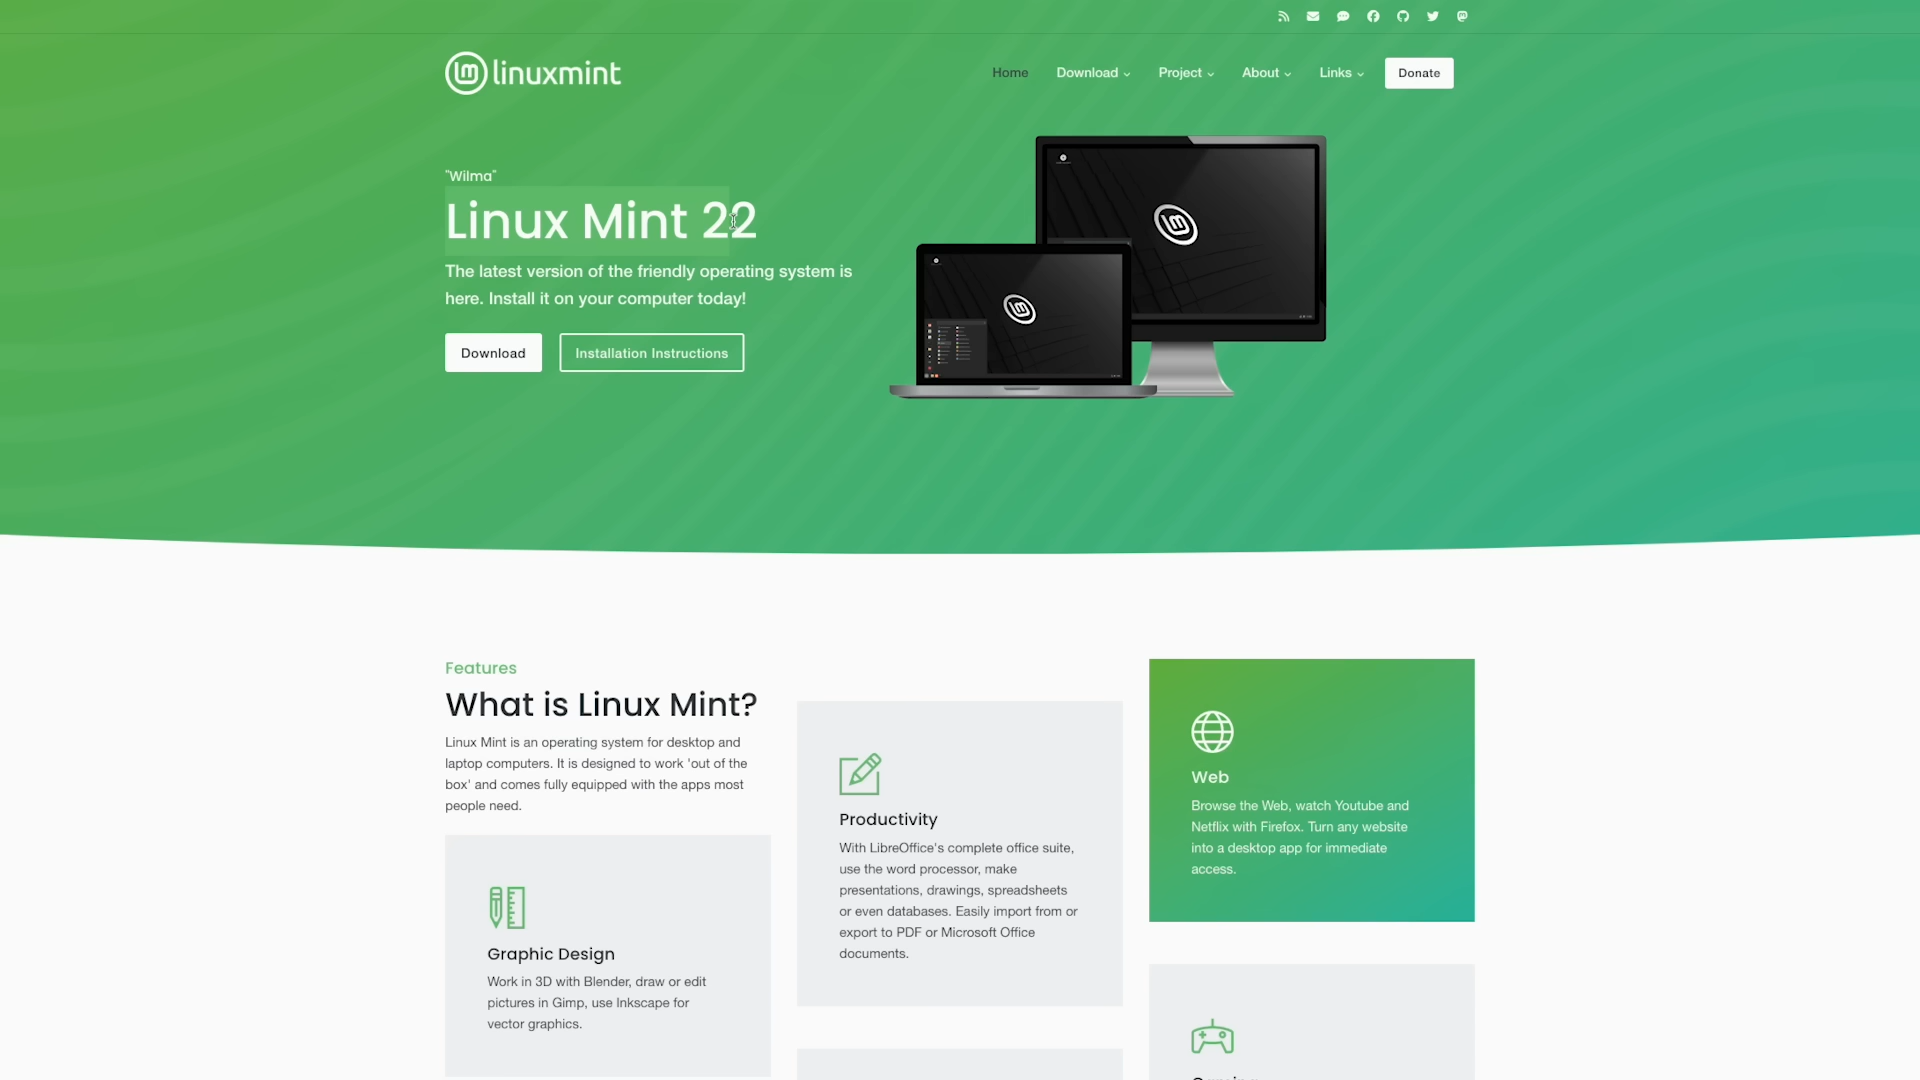 linuxmint
Home
Download
Project
About
Links
Donate
"Wilma"
Linux Mint 22
The latest version of the friendly operating system is
here. Install it on your computer today!
Download
Installation Instructions
Features
What is Linux Mint?
Linux Mint is an operating system for desktop and
laptop computers. It is designed to work 'out of the
box' and comes fully equipped with the apps most
people need.
Graphic Design
Work in 3D with Blender, draw or edit
pictures in Gimp, use Inkscape for
vector graphics.
Productivity
With LibreOffice's complete office suite,
use the word processor, make
presentations, drawings, spreadsheets
or even databases. Easily import from or
export to PDF or Microsoft Office
documents.
Web
Browse the Web, watch Youtube and
Netflix with Firefox. Turn any website
into a desktop app for immediate
access.